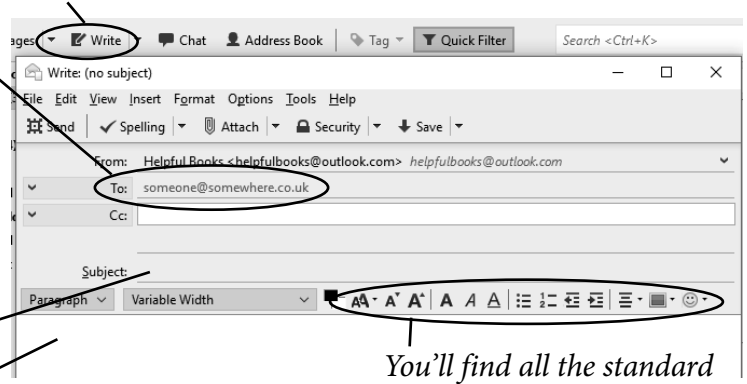 ages Write Chat Address Book Tag Quick Filter Search <Ctrl+K>
Write: (no subject)
File Edit View Insert Format Options Tools Help
Send Spelling Attach Security Save
From: Helpful Books <helpfulbooks@outlook.com> helpfulbooks@outlook.com
To: someone@somewhere.co.uk
Cc:
Subject:
Paragraph Variable Width
You'll find all the standard